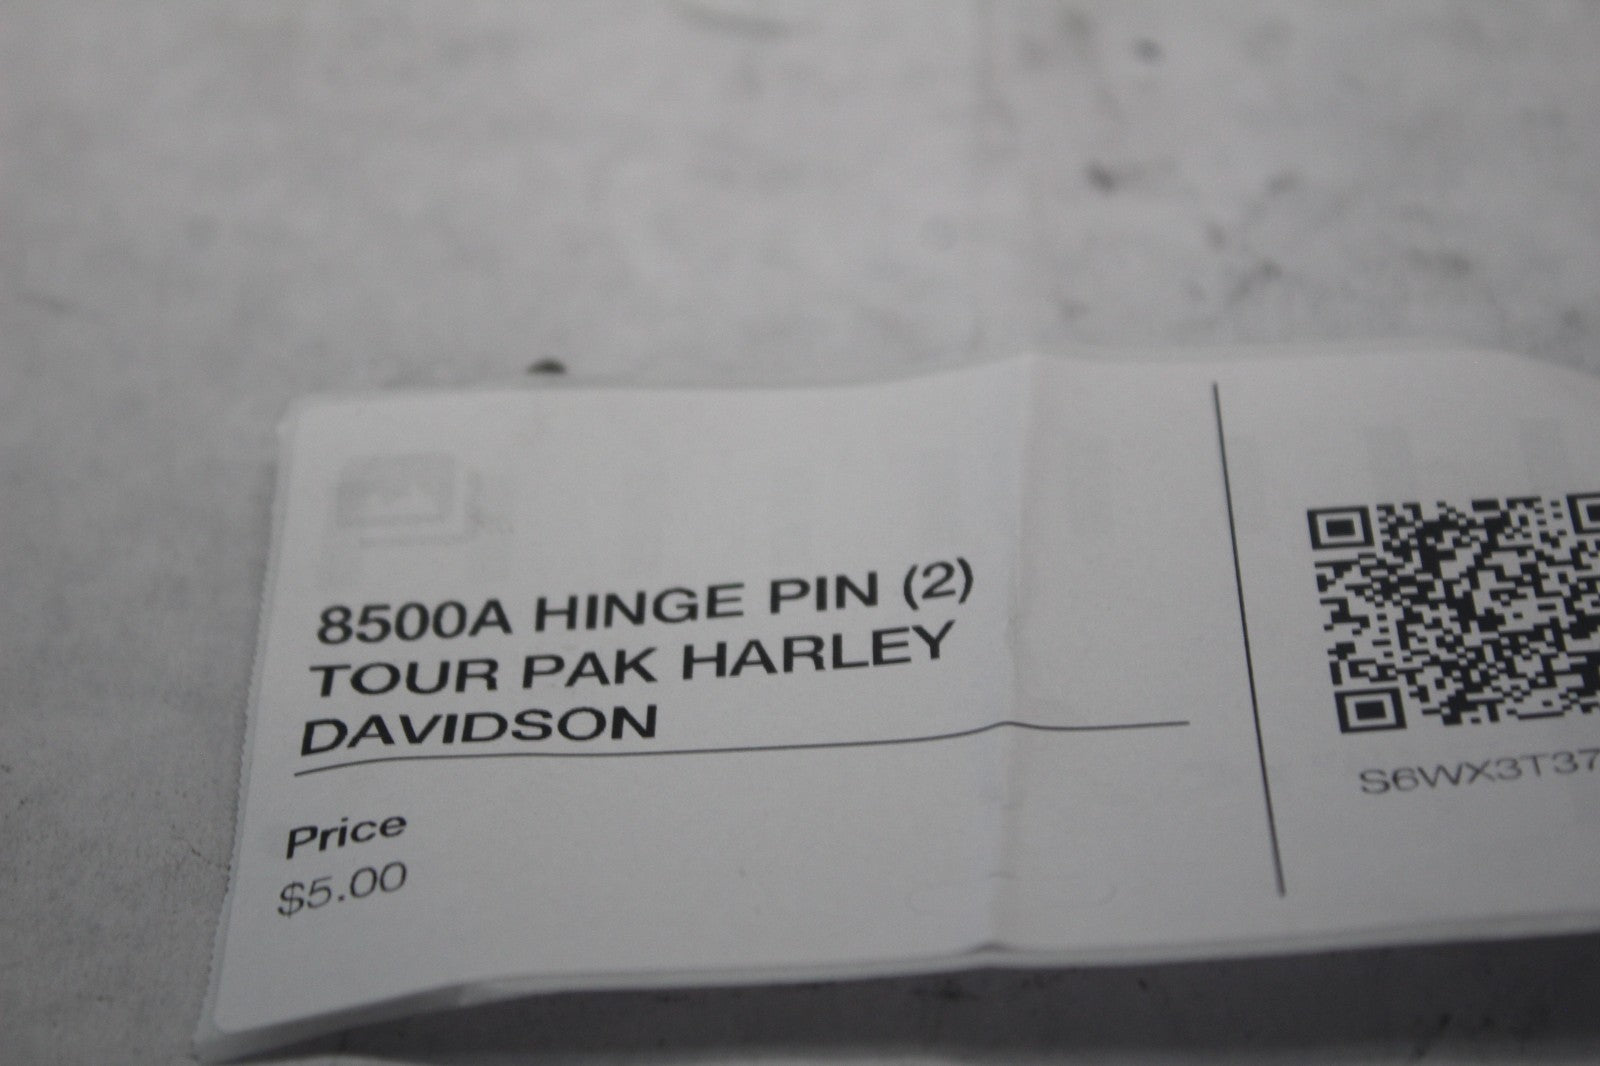 8500A HINGE PIN (2)
TOUR PAK HARLEY
DAVIDSON
Price
$5.00
S6WX3T37